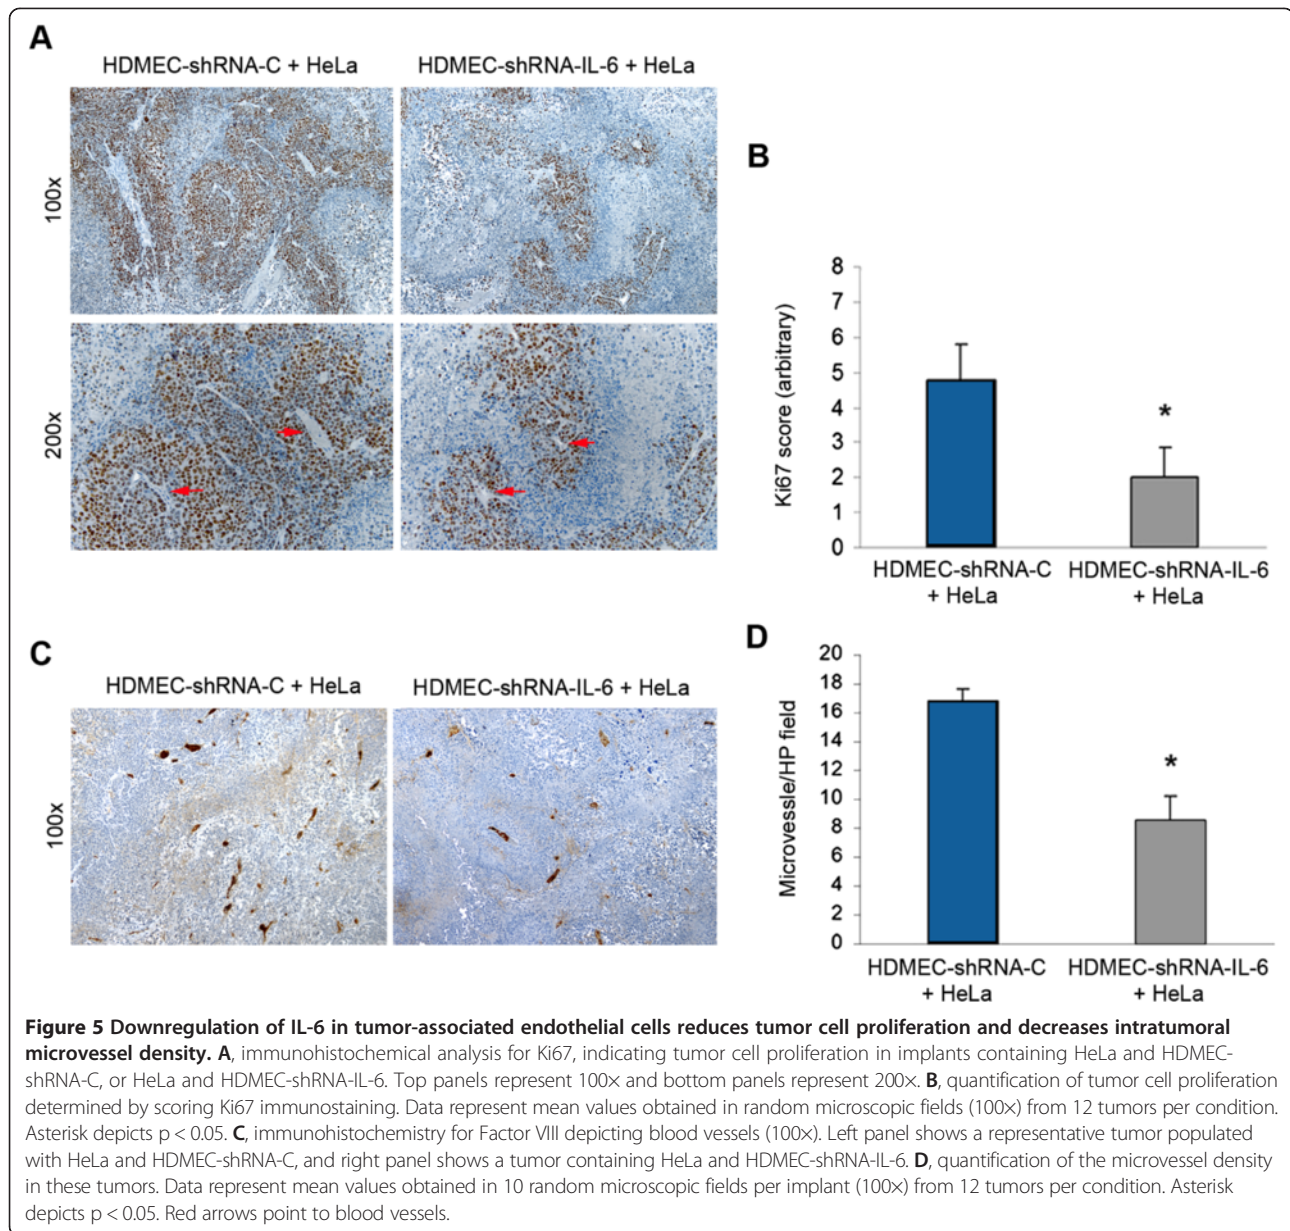 A
HDMEC-shRNA-C + HeLa
HDMEC-shRNA-IL-6 + HeLa
100x
200x
B
Ki67 score (arbitrary)
8
7
6
5
4
3
2
1
0
*
HDMEC-shRNA-C
+ HeLa
HDMEC-shRNA-IL-6
+ HeLa
C
HDMEC-shRNA-C + HeLa
HDMEC-shRNA-IL-6 + HeLa
100x
D
Microvessle/HP field
20
18
16
14
12
10
8
6
4
2
0
*
HDMEC-shRNA-C
+ HeLa
HDMEC-shRNA-IL-6
+ HeLa
Figure 5 Downregulation of IL-6 in tumor-associated endothelial cells reduces tumor cell proliferation and decreases intratumoral
microvessel density. A, immunohistochemical analysis for Ki67, indicating tumor cell proliferation in implants containing HeLa and HDMEC-
shRNA-C, or HeLa and HDMEC-shRNA-IL-6. Top panels represent 100× and bottom panels represent 200×. B, quantification of tumor cell proliferation
determined by scoring Ki67 immunostaining. Data represent mean values obtained in random microscopic fields (100×) from 12 tumors per condition.
Asterisk depicts p < 0.05. C, immunohistochemistry for Factor VIII depicting blood vessels (100×). Left panel shows a representative tumor populated
with HeLa and HDMEC-shRNA-C, and right panel shows a tumor containing HeLa and HDMEC-shRNA-IL-6. D, quantification of the microvessel density
in these tumors. Data represent mean values obtained in 10 random microscopic fields per implant (100×) from 12 tumors per condition. Asterisk
depicts p < 0.05. Red arrows point to blood vessels.